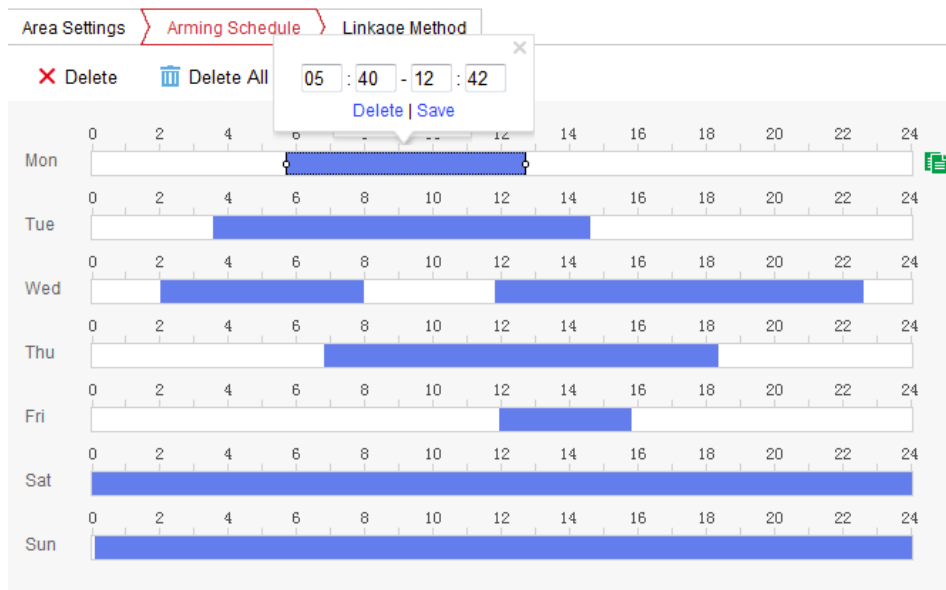 Area Settings Arming Schedule Linkage Method
Delete Delete All
05 : 40 - 12 : 42
Delete | Save
0 2 4 6 12 14 16 18 20 22 24
Mon
0 2 4 6 8 10 12 14 16 18 20 22 24
Tue
0 2 4 6 8 10 12 14 16 18 20 22 24
Wed
0 2 4 6 8 10 12 14 16 18 20 22 24
Thu
0 2 4 6 8 10 12 14 16 18 20 22 24
Fri
0 2 4 6 8 10 12 14 16 18 20 22 24
Sat
0 2 4 6 8 10 12 14 16 18 20 22 24
Sun